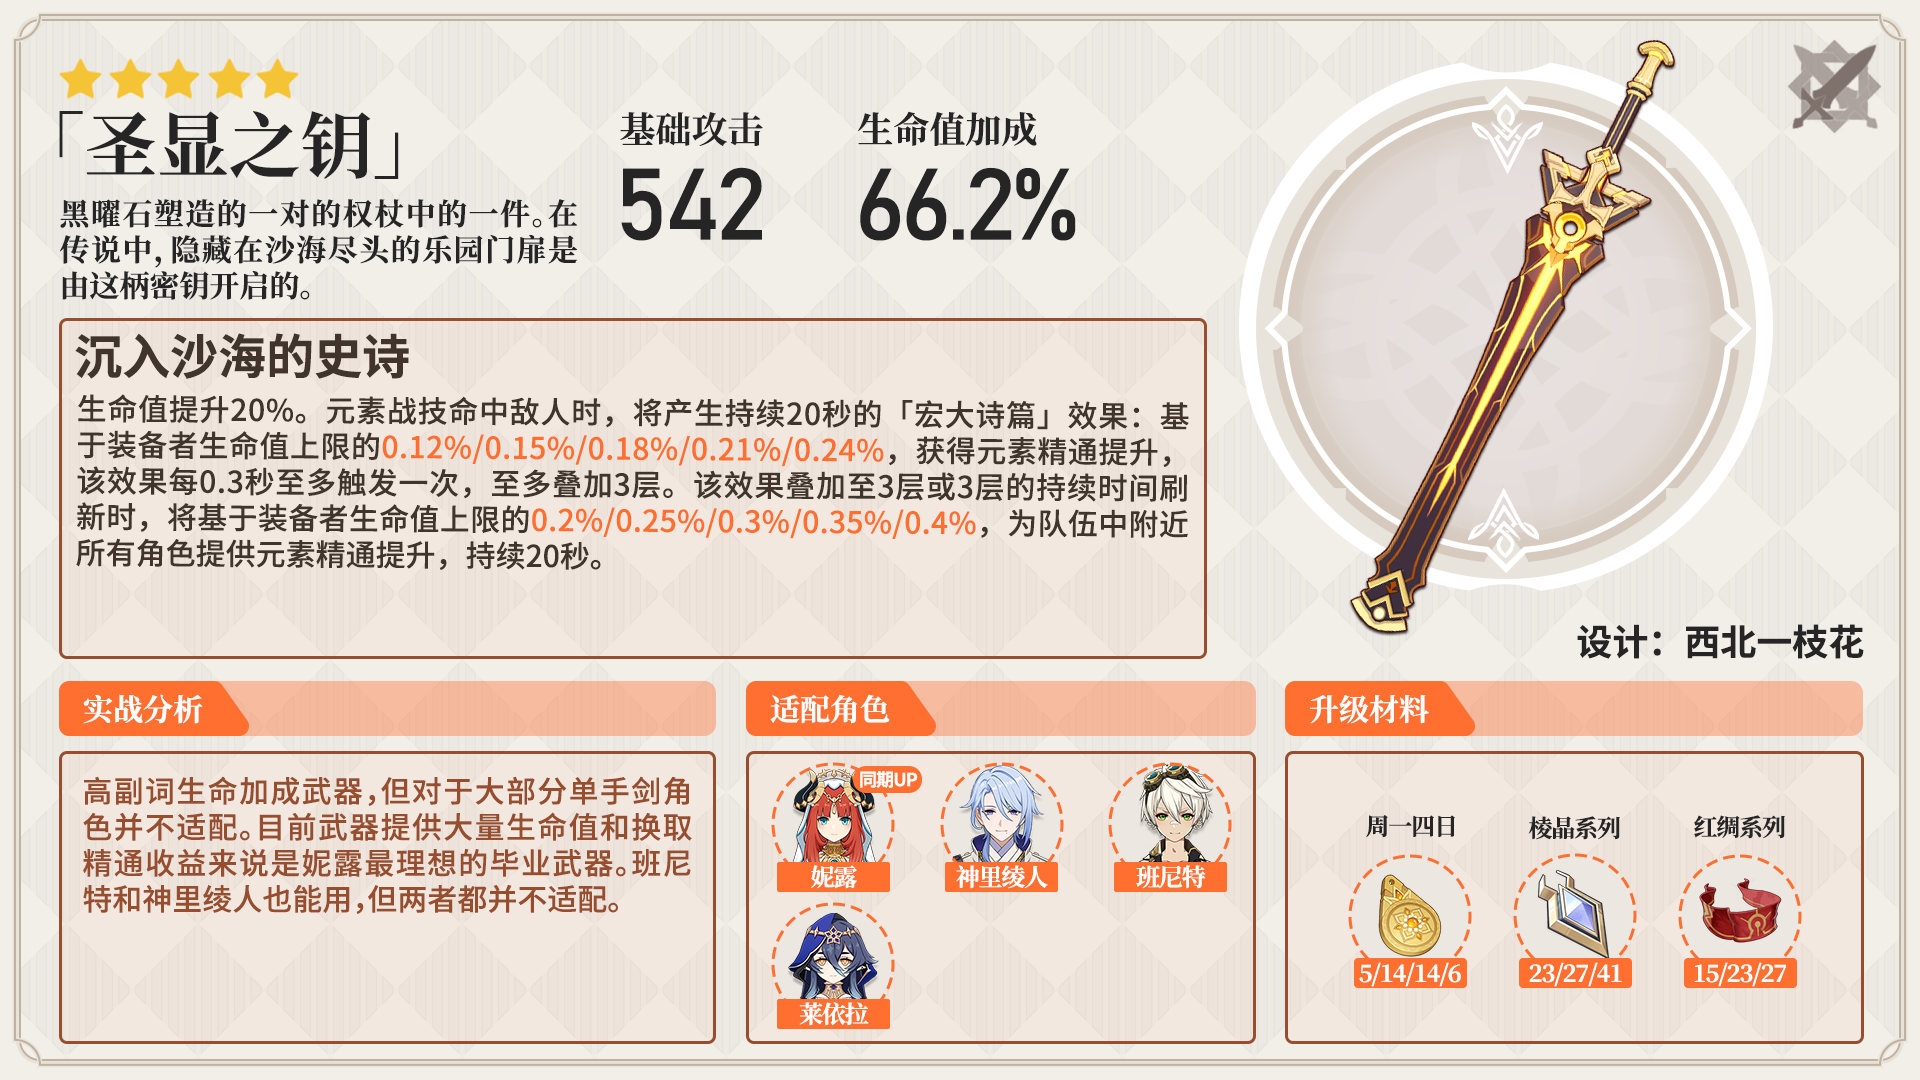 「圣显之钥」
黑曜石塑造的一对的权杖中的一件。在
传说中，隐藏在沙海尽头的乐园门扉是
由这柄密钥开启的。
基础攻击
542
生命值加成
66.2%
沉入沙海的史诗
生命值提升20%。元素战技命中敌人时，将产生持续20秒的「宏大诗篇」效果：基
于装备者生命值上限的0.12%/0.15%/0.18%/0.21%/0.24%，获得元素精通提升，
该效果每0.3秒至多触发一次，至多叠加3层。该效果叠加至3层或3层的持续时间刷
新时，将基于装备者生命值上限的0.2%/0.25%/0.3%/0.35%/0.4%，为队伍中附近
所有角色提供元素精通提升，持续20秒。
设计：西北一枝花
实战分析
高副词生命加成武器，但对于大部分单手剑角
色并不适配。目前武器提供大量生命值和换取
精通收益来说是妮露最理想的毕业武器。班尼
特和神里绫人也能用，但两者都并不适配。
适配角色
同期UP
妮露
神里绫人
班尼特
莱依拉
升级材料
周一四日
棱晶系列
红绸系列
5/14/14/6
23/27/41
15/23/27